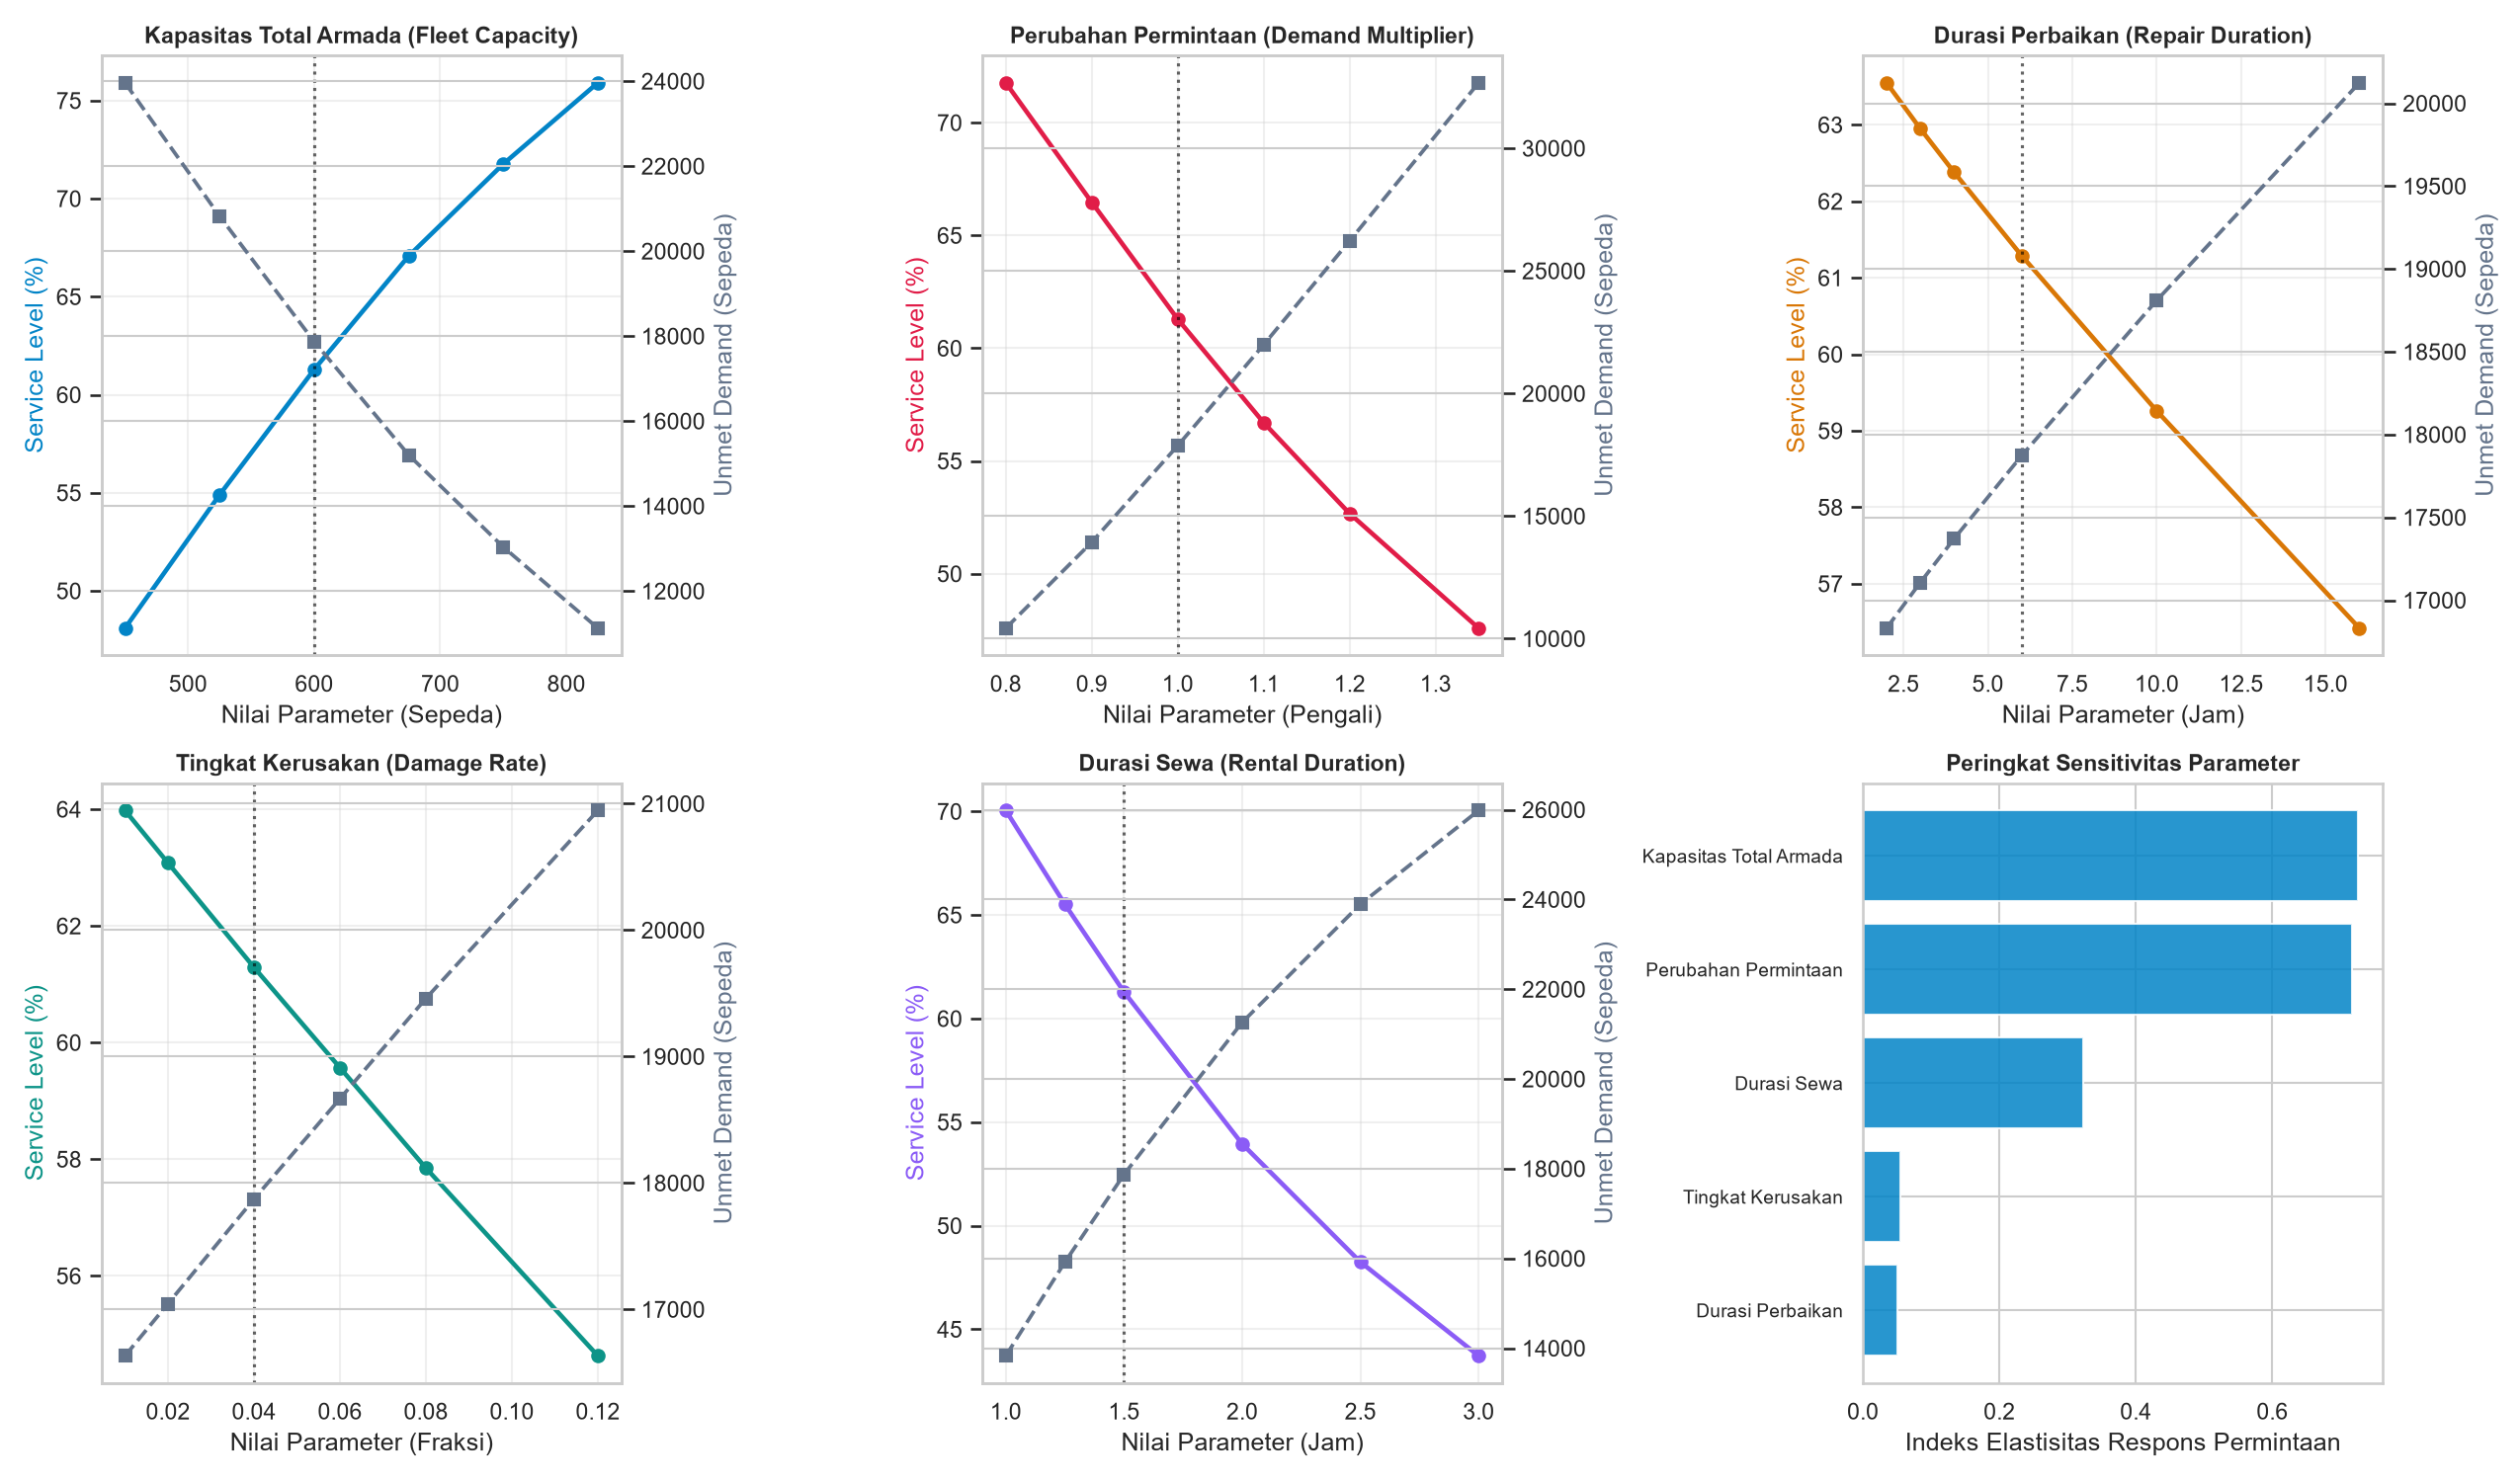 Kapasitas Total Armada (Fleet Capacity)
75
70
65
60
55
50
Service Level (%)
24000
22000
20000
18000
16000
14000
12000
Unmet Demand (Sepeda)
500 600 700 800
Nilai Parameter (Sepeda)
Perubahan Permintaan (Demand Multiplier)
70
65
60
55
50
Service Level (%)
30000
25000
20000
15000
10000
Unmet Demand (Sepeda)
0.8 0.9 1.0 1.1 1.2 1.3
Nilai Parameter (Pengali)
Durasi Perbaikan (Repair Duration)
63
62
61
60
59
58
57
Service Level (%)
20000
19500
19000
18500
18000
17500
17000
Unmet Demand (Sepeda)
2.5 5.0 7.5 10.0 12.5 15.0
Nilai Parameter (Jam)
Tingkat Kerusakan (Damage Rate)
64
62
60
58
56
Service Level (%)
21000
20000
19000
18000
17000
Unmet Demand (Sepeda)
0.02 0.04 0.06 0.08 0.10 0.12
Nilai Parameter (Fraksi)
Durasi Sewa (Rental Duration)
70
65
60
55
50
45
Service Level (%)
26000
24000
22000
20000
18000
16000
14000
Unmet Demand (Sepeda)
1.0 1.5 2.0 2.5 3.0
Nilai Parameter (Jam)
Peringkat Sensitivitas Parameter
Kapasitas Total Armada
Perubahan Permintaan
Durasi Sewa
Tingkat Kerusakan
Durasi Perbaikan
0.0 0.2 0.4 0.6
Indeks Elastisitas Respons Permintaan